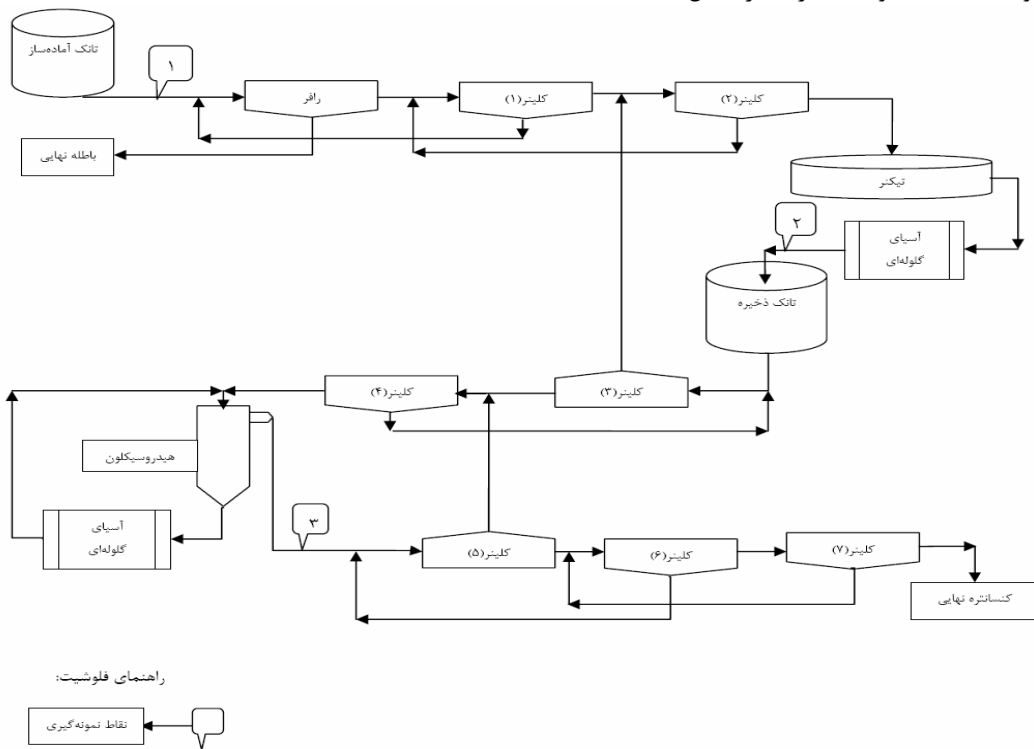 تانک آماده‌ساز
۱
رافر
کلینر(۱)
کلینر(۲)
باطله نهایی
تیکنر
۲
آسیای
گلوله‌ای
تانک ذخیره
کلینر(۳)
کلینر(۴)
هیدروسیکلون
آسیای
گلوله‌ای
۳
کلینر(۵)
کلینر(۶)
کلینر(۷)
کنسانتره نهایی
راهنمای فلوشیت:
نقاط نمونه‌گیری